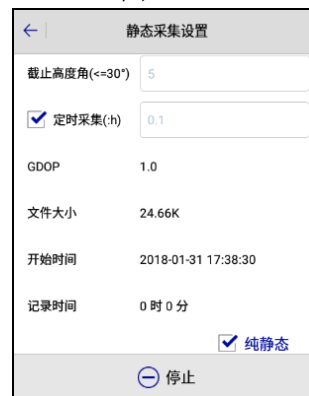 静态采集设置
截止高度角(<=30°) 5
定时采集(:h) 0.1
GDOP 1.0
文件大小 24.66K
开始时间 2018-01-31 17:38:30
记录时间 0 时 0 分
纯静态
停止